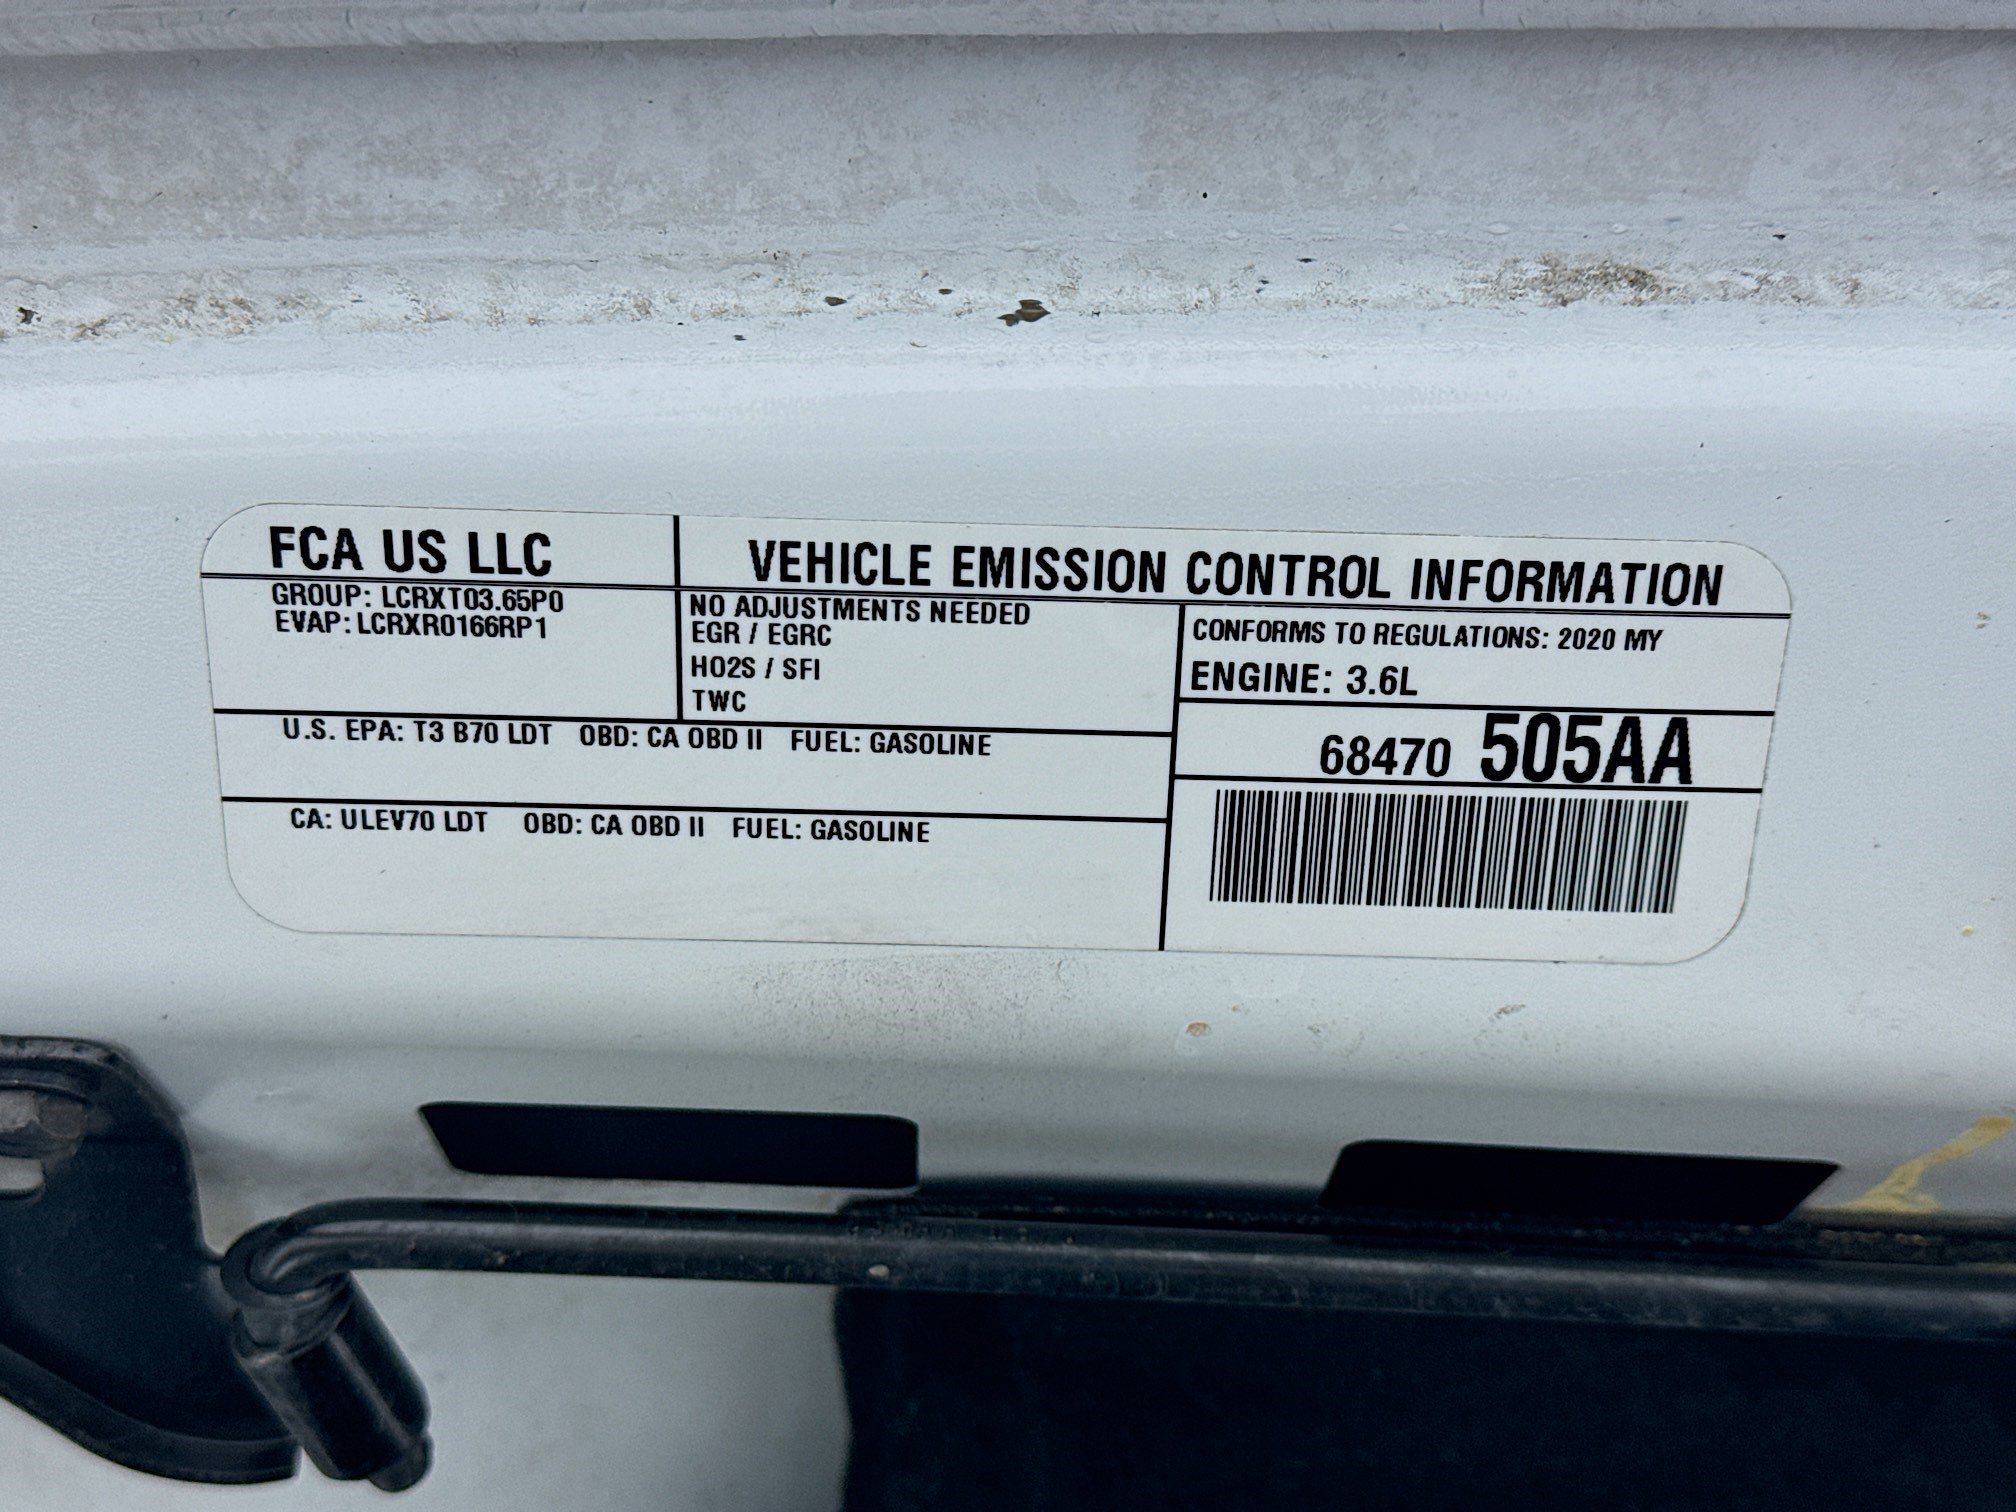 FCA US LLC
VEHICLE EMISSION CONTROL INFORMATION
GROUP: LCRXT03.65P0
EVAP: LCRXR0166RP1
NO ADJUSTMENTS NEEDED
EGR / EGRC
HO2S / SFI
TWC
CONFORMS TO REGULATIONS: 2020 MY
ENGINE: 3.6L
U.S. EPA: T3 B70 LDT OBD: CA OBD II FUEL: GASOLINE
68470 505AA
CA: ULEV70 LDT OBD: CA OBD II FUEL: GASOLINE